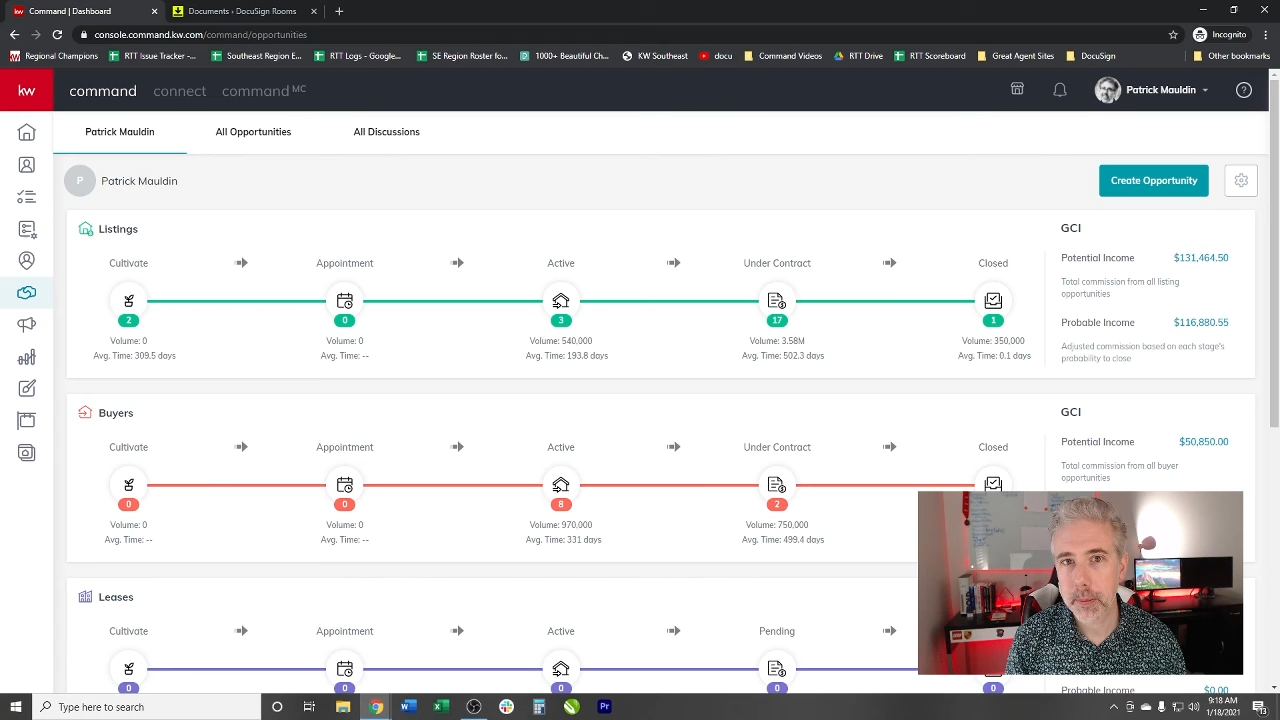 kw Command | Dashboard
Documents › DocuSign Rooms
console.command.kw.com/command/opportunities
Incognito
Regional Champions
RTT Issue Tracker -...
Southeast Region E...
RTT Logs - Google...
SE Region Roster fo...
1000+ Beautiful Ch...
KW Southeast
docu
Command Videos
RTT Drive
RTT Scoreboard
Great Agent Sites
DocuSign
Other bookmarks
kw
command
connect
command MC
Patrick Mauldin
Patrick Mauldin
All Opportunities
All Discussions
P
Patrick Mauldin
Create Opportunity
Listings
GCI
Cultivate
Appointment
Active
Under Contract
Closed
Potential Income $131,464.50
Total commission from all listing
opportunities
2
0
3
17
1
Probable Income $116,880.55
Volume: 0
Volume: 0
Volume: 540,000
Volume: 3.58M
Volume: 350,000
Avg. Time: 309.5 days
Avg. Time: --
Avg. Time: 193.8 days
Avg. Time: 502.3 days
Avg. Time: 0.1 days
Adjusted commission based on each stage's
probability to close
Buyers
GCI
Cultivate
Appointment
Active
Under Contract
Closed
Potential Income $50,850.00
Total commission from all buyer
opportunities
0
0
8
2
Volume: 0
Volume: 0
Volume: 970,000
Volume: 750,000
Avg. Time: --
Avg. Time: --
Avg. Time: 331 days
Avg. Time: 499.4 days
Leases
Cultivate
Appointment
Active
Pending
0
0
0
0
0
Probable Income $0.00
Type here to search
9:18 AM
1/18/2021